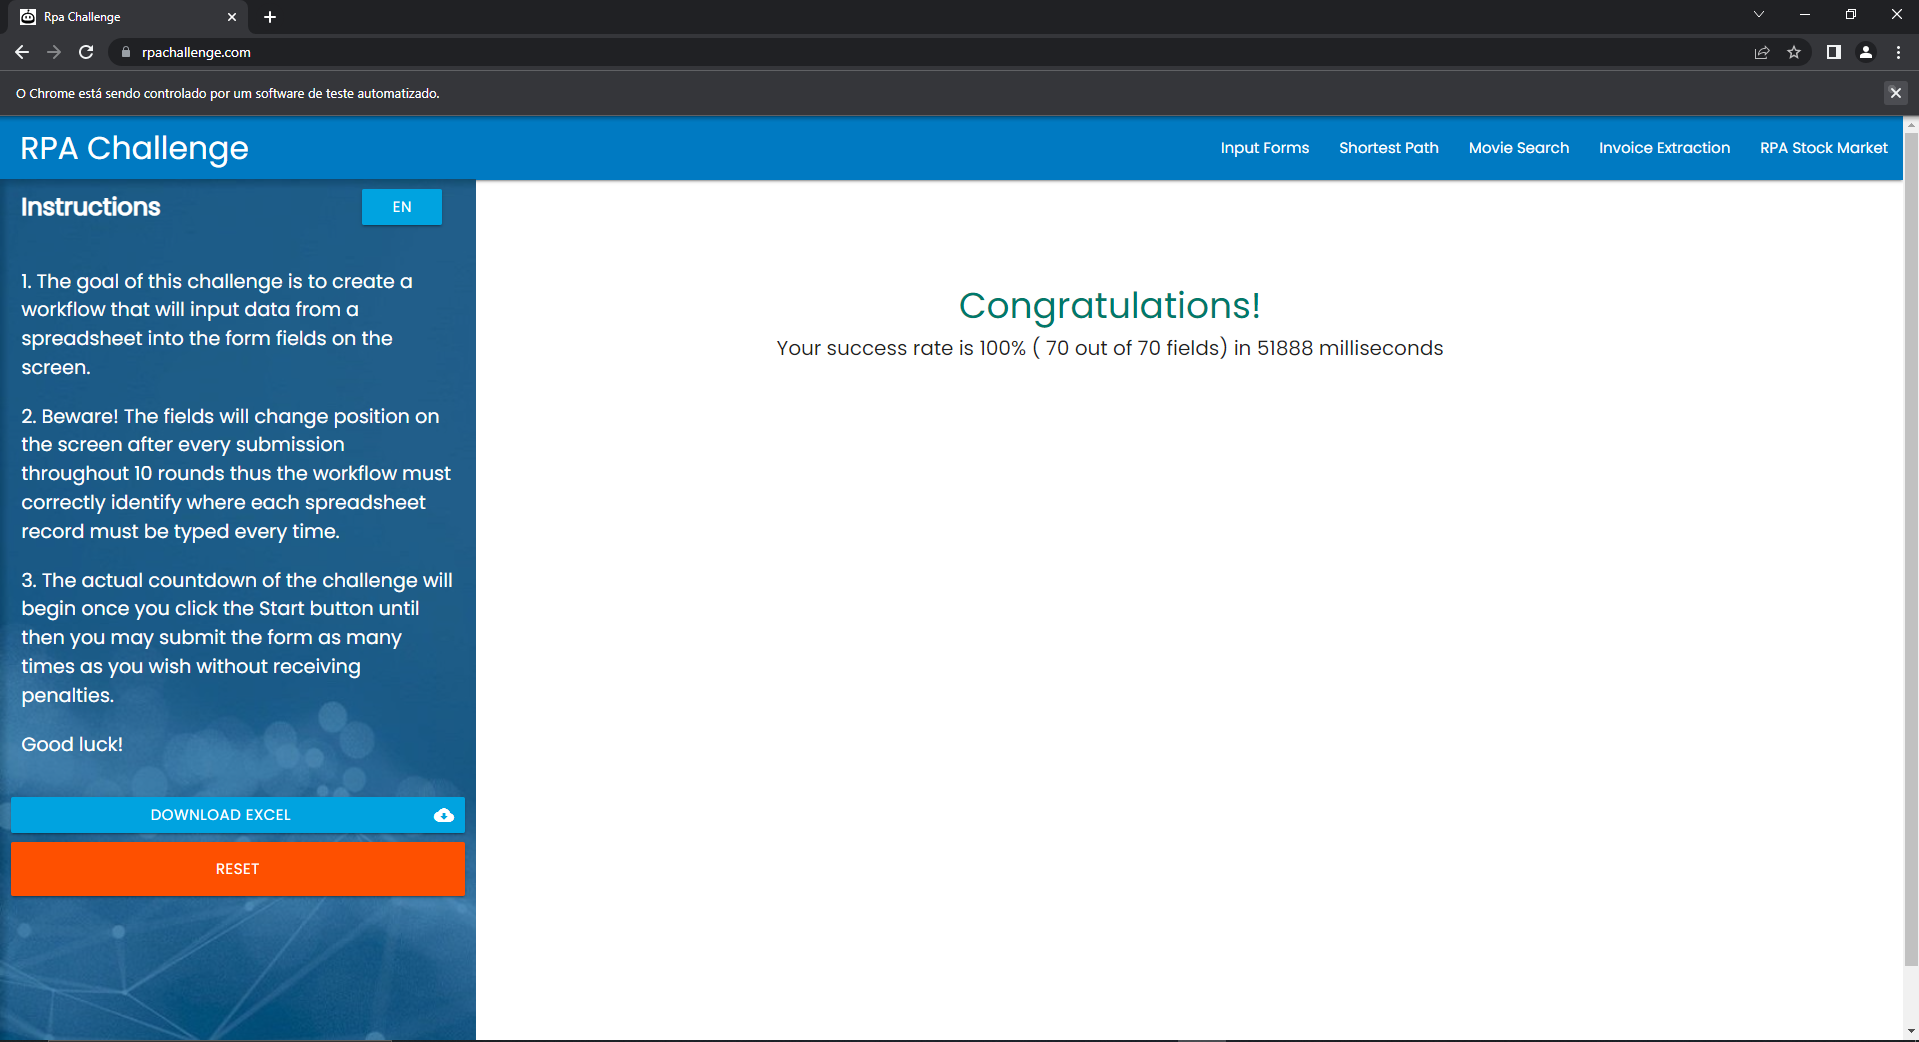 Rpa Challenge
rpachallenge.com
O Chrome está sendo controlado por um software de teste automatizado.
RPA Challenge
Input Forms
Shortest Path
Movie Search
Invoice Extraction
RPA Stock Market
Instructions
EN
1. The goal of this challenge is to create a
workflow that will input data from a
spreadsheet into the form fields on the
screen.
2. Beware! The fields will change position on
the screen after every submission
throughout 10 rounds thus the workflow must
correctly identify where each spreadsheet
record must be typed every time.
3. The actual countdown of the challenge will
begin once you click the Start button until
then you may submit the form as many
times as you wish without receiving
penalties.
Good luck!
DOWNLOAD EXCEL
RESET
Congratulations!
Your success rate is 100% ( 70 out of 70 fields) in 51888 milliseconds